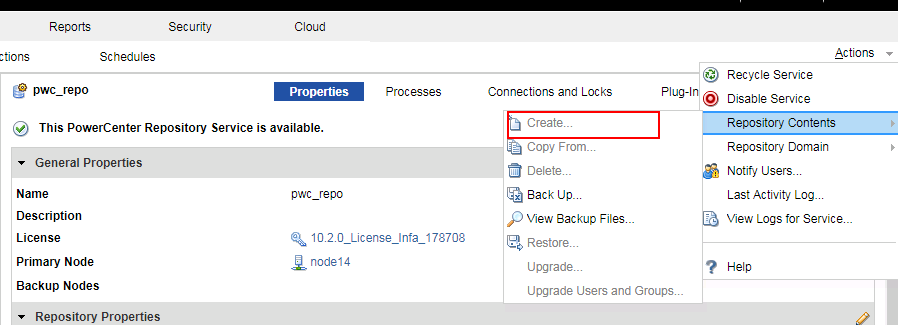 Reports Security Cloud
ctions Schedules Actions
pwc_repo Properties Processes Connections and Locks Plug-In
Recycle Service
This PowerCenter Repository Service is available.
Disable Service
Create...
Repository Contents
General Properties
Copy From...
Repository Domain
Delete...
Notify Users...
Name pwc_repo
Back Up...
Last Activity Log...
Description
View Backup Files...
View Logs for Service...
License 10.2.0_License_Infa_178708
Restore...
Primary Node node14
Upgrade...
Help
Backup Nodes
Upgrade Users and Groups...
Repository Properties